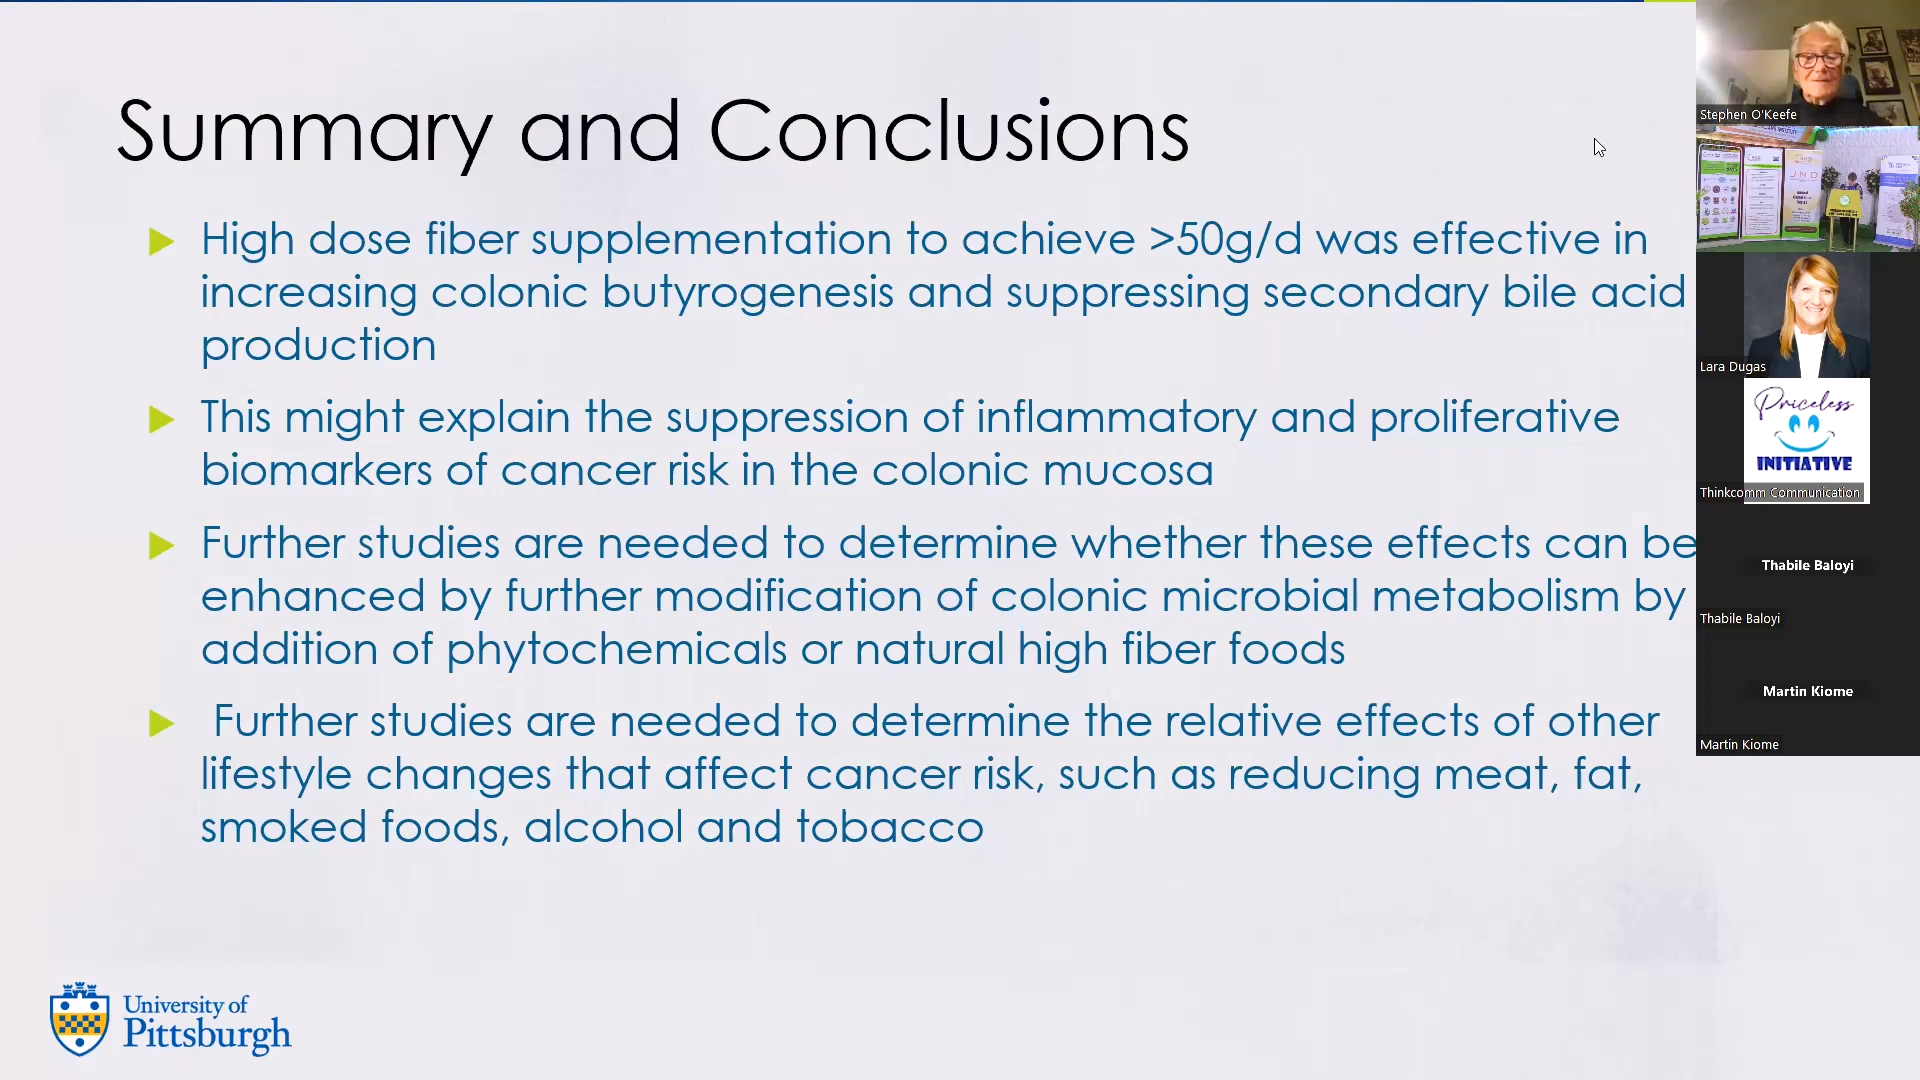 Summary and Conclusions
High dose fiber supplementation to achieve >50g/d was effective in
increasing colonic butyrogenesis and suppressing secondary bile acid
production
This might explain the suppression of inflammatory and proliferative
biomarkers of cancer risk in the colonic mucosa
Further studies are needed to determine whether these effects can be
enhanced by further modification of colonic microbial metabolism by
addition of phytochemicals or natural high fiber foods
Further studies are needed to determine the relative effects of other
lifestyle changes that affect cancer risk, such as reducing meat, fat,
smoked foods, alcohol and tobacco
University of
Pittsburgh
Stephen O'Keefe
JND
Lara Dugas
Priceless
INITIATIVE
Thinkcomm Communication
Thabile Baloyi
Thabile Baloyi
Martin Kiome
Martin Kiome